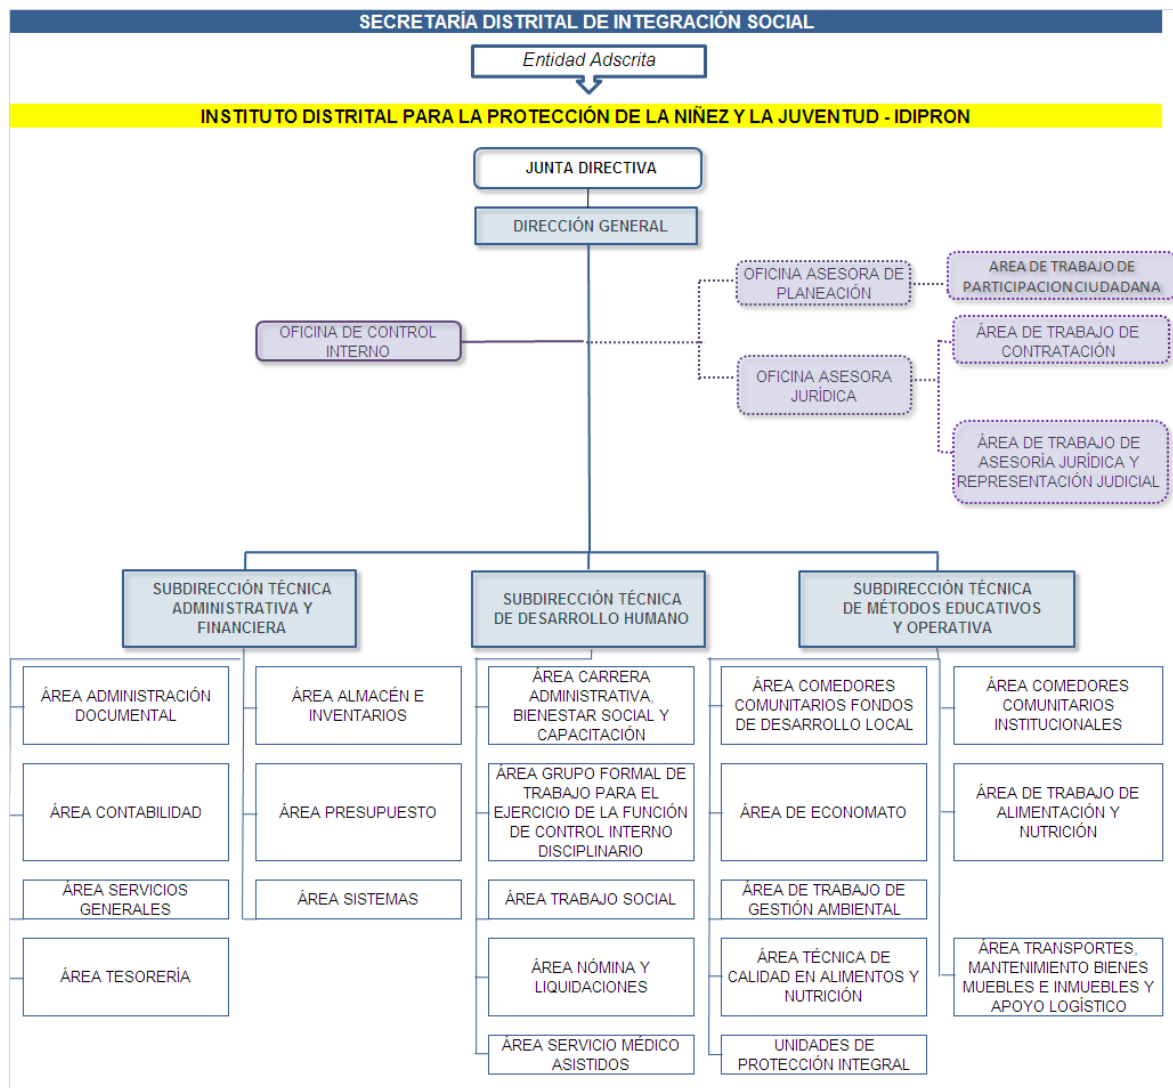 SECRETARÍA DISTRITAL DE INTEGRACIÓN SOCIAL
Entidad Adscrita
INSTITUTO DISTRITAL PARA LA PROTECCIÓN DE LA NIÑEZ Y LA JUVENTUD - IDIPRON
JUNTA DIRECTIVA
DIRECCIÓN GENERAL
OFICINA DE CONTROL
INTERNO
OFICINA ASESORA DE
PLANEACIÓN
AREA DE TRABAJO DE
PARTICIPACION CIUDADANA
OFICINA ASESORA
JURÍDICA
ÁREA DE TRABAJO DE
CONTRATACIÓN
ÁREA DE TRABAJO DE
ASESORÍA JURÍDICA Y
REPRESENTACIÓN JUDICIAL
SUBDIRECCIÓN TÉCNICA
ADMINISTRATIVA Y
FINANCIERA
SUBDIRECCIÓN TÉCNICA
DE DESARROLLO HUMANO
SUBDIRECCIÓN TÉCNICA
DE MÉTODOS EDUCATIVOS
Y OPERATIVA
ÁREA ADMINISTRACIÓN
DOCUMENTAL
ÁREA ALMACÉN E
INVENTARIOS
ÁREA CARRERA
ADMINISTRATIVA,
BIENESTAR SOCIAL Y
CAPACITACIÓN
ÁREA COMEDORES
COMUNITARIOS FONDOS
DE DESARROLLO LOCAL
ÁREA COMEDORES
COMUNITARIOS
INSTITUCIONALES
ÁREA CONTABILIDAD
ÁREA PRESUPUESTO
ÁREA GRUPO FORMAL DE
TRABAJO PARA EL
EJERCICIO DE LA FUNCIÓN
DE CONTROL INTERNO
DISCIPLINARIO
ÁREA DE ECONOMATO
ÁREA DE TRABAJO DE
ALIMENTACIÓN Y
NUTRICIÓN
ÁREA SERVICIOS
GENERALES
ÁREA SISTEMAS
ÁREA TRABAJO SOCIAL
ÁREA DE TRABAJO DE
GESTIÓN AMBIENTAL
ÁREA TESORERÍA
ÁREA NÓMINA Y
LIQUIDACIONES
ÁREA TÉCNICA DE
CALIDAD EN ALIMENTOS Y
NUTRICIÓN
ÁREA TRANSPORTES,
MANTENIMIENTO BIENES
MUEBLES E INMUEBLES Y
APOYO LOGÍSTICO
ÁREA SERVICIO MÉDICO
ASISTIDOS
UNIDADES DE
PROTECCIÓN INTEGRAL